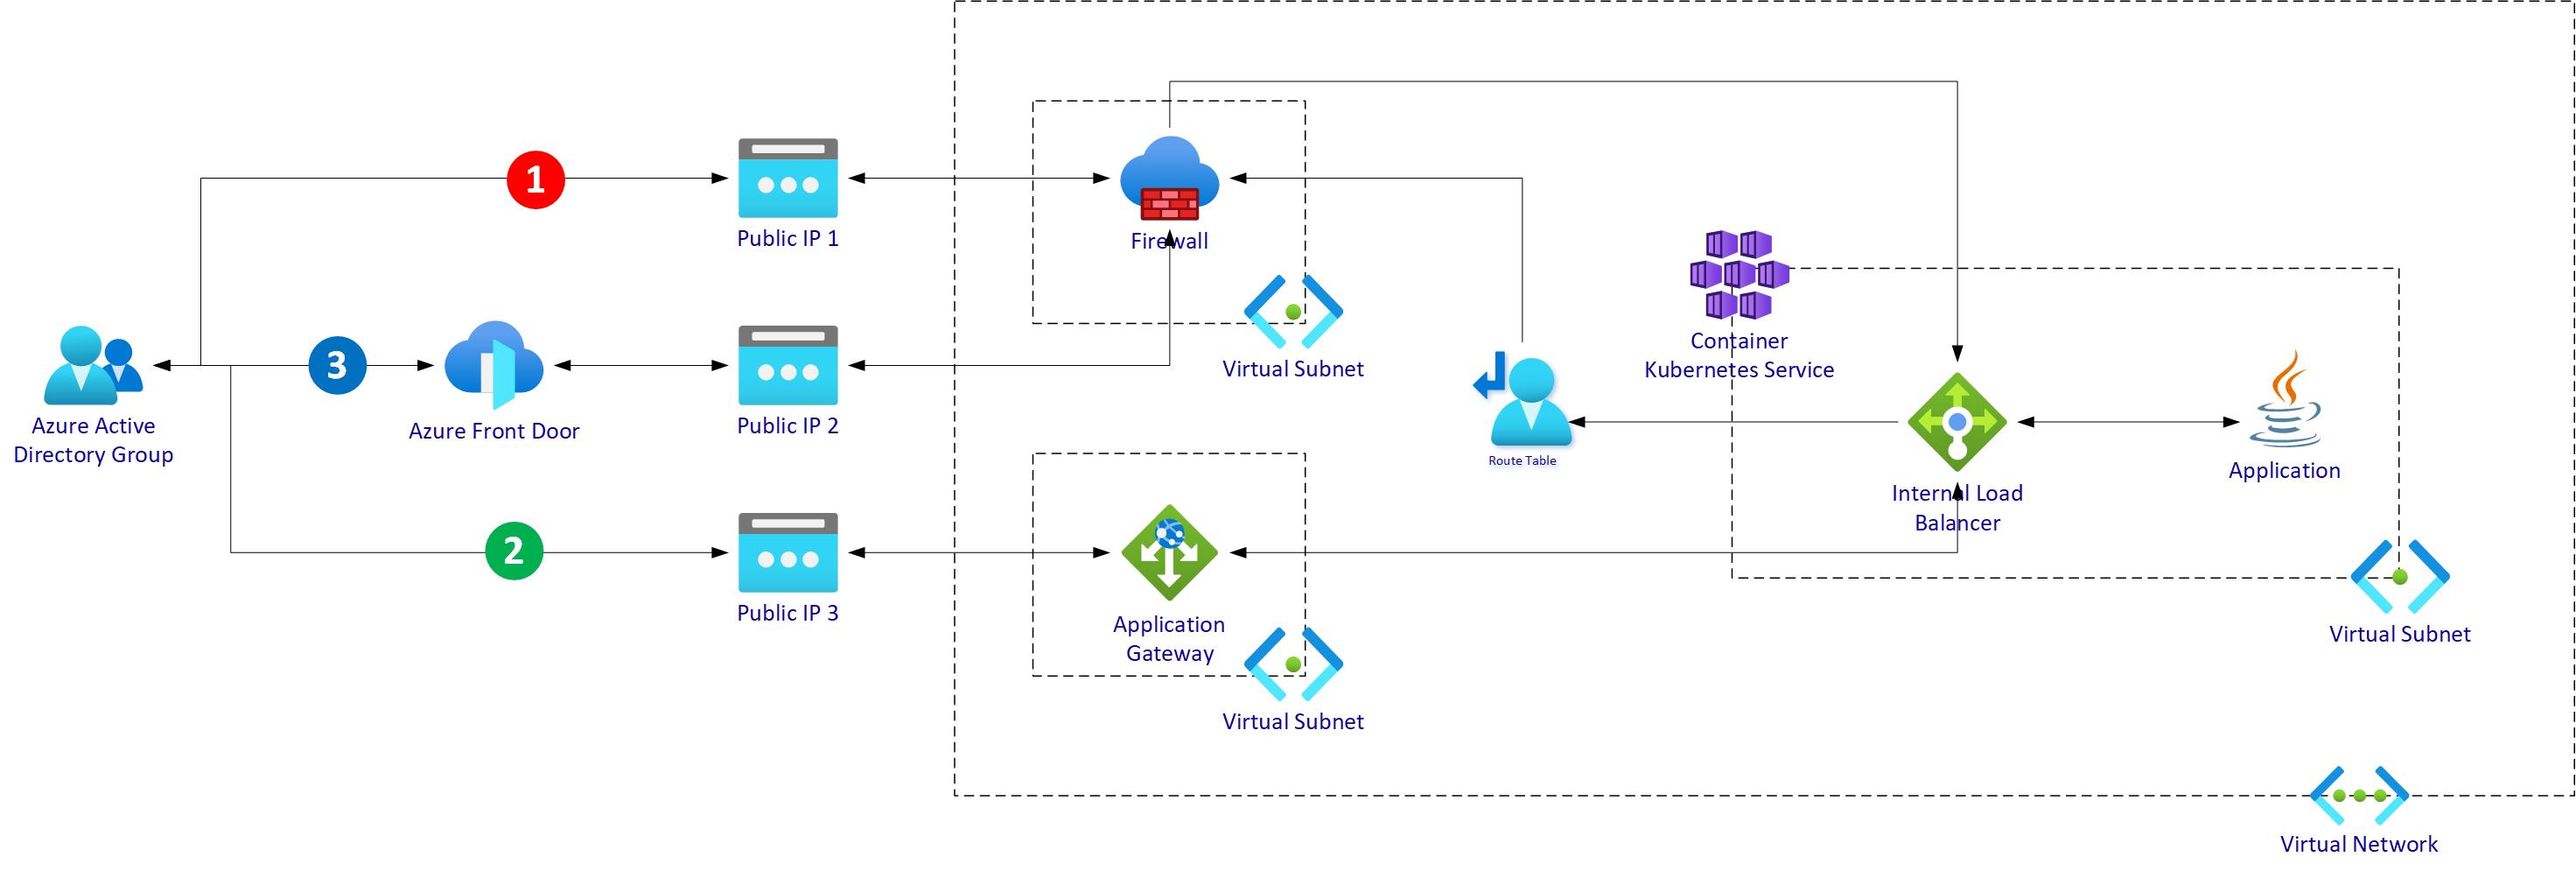 1
Public IP 1
Firewall
Virtual Subnet
3
Azure Active
Directory Group
Azure Front Door
Public IP 2
Container
Kubernetes Service
Route Table
Internal Load
Balancer
Application
2
Public IP 3
Application
Gateway
Virtual Subnet
Virtual Subnet
Virtual Network